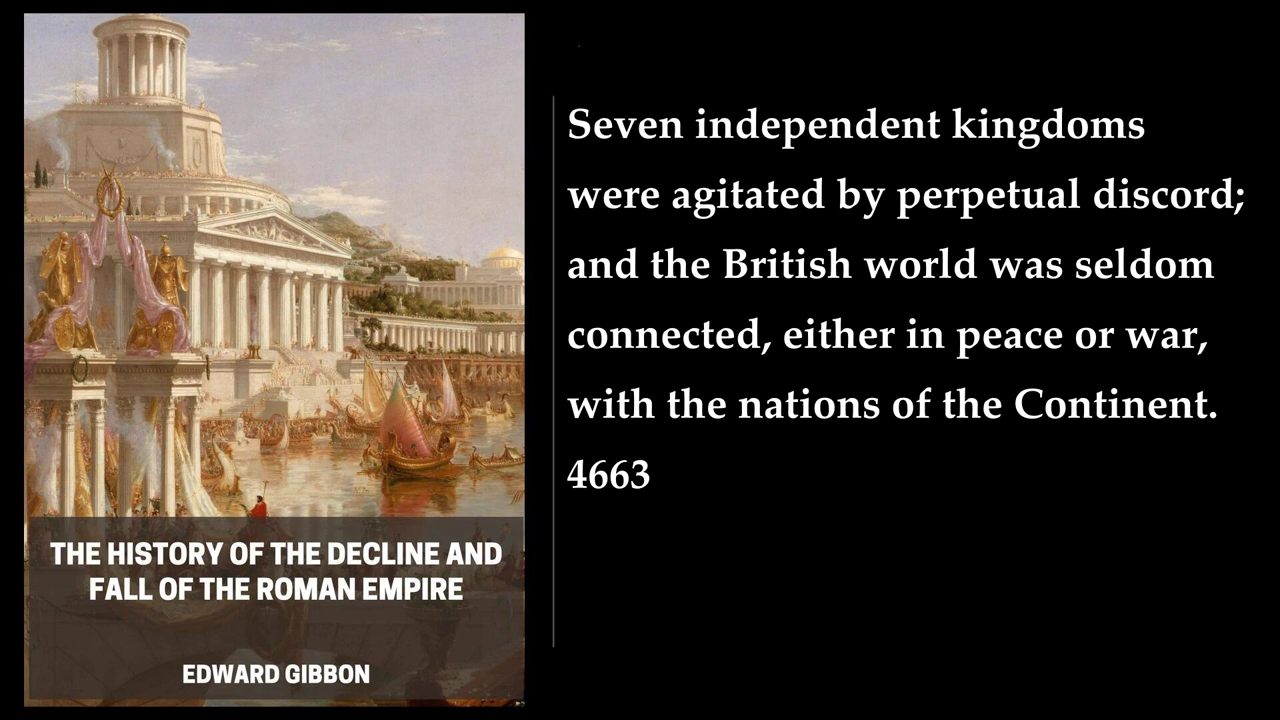 THE HISTORY OF THE DECLINE AND
FALL OF THE ROMAN EMPIRE
EDWARD GIBBON
Seven independent kingdoms
were agitated by perpetual discord;
and the British world was seldom
connected, either in peace or war,
with the nations of the Continent.
4663